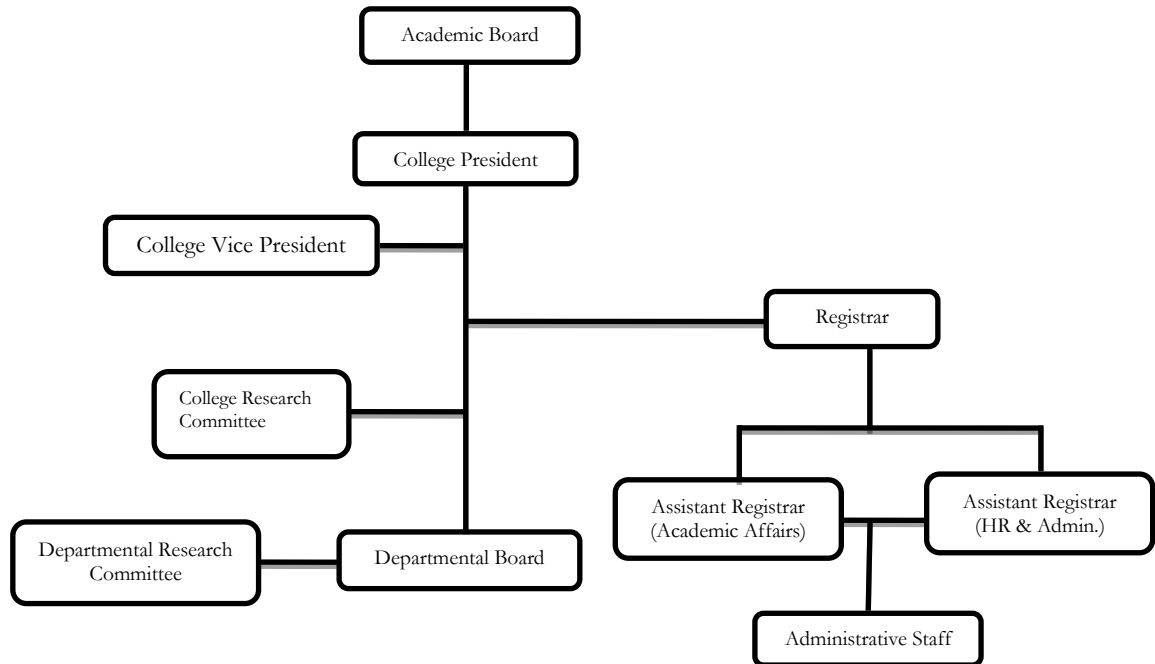 Academic Board
College President
College Vice President
Registrar
College Research
Committee
Assistant Registrar
(Academic Affairs)
Assistant Registrar
(HR & Admin.)
Departmental Research
Committee
Departmental Board
Administrative Staff